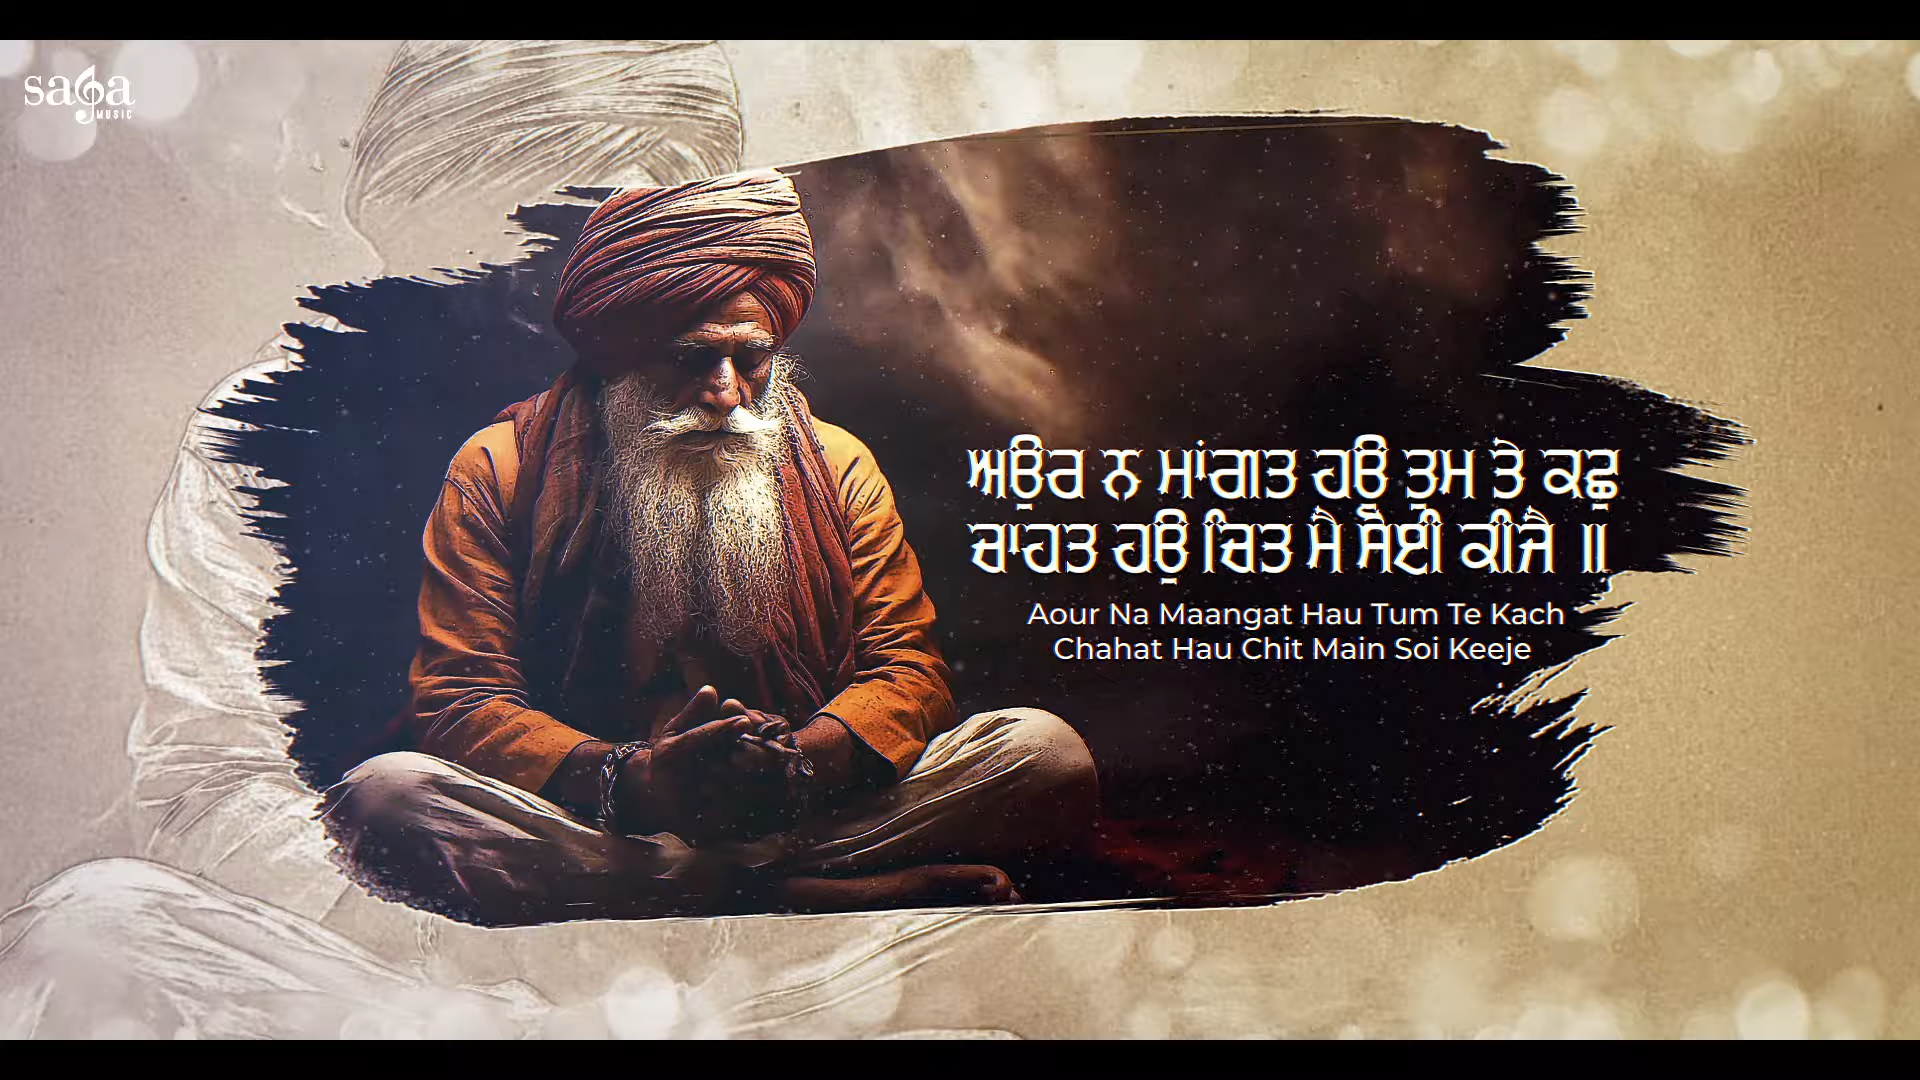 saga
MUSIC
ਅਉਰ ਨ ਮਾਂਗਤ ਹਉ ਤੁਮ ਤੇ ਕਛੁ
ਚਾਹਤ ਹਉ ਚਿਤ ਮੈ ਸੋਈ ਕੀਜੈ ॥
Aour Na Maangat Hau Tum Te Kach
Chahat Hau Chit Main Soi Keeje